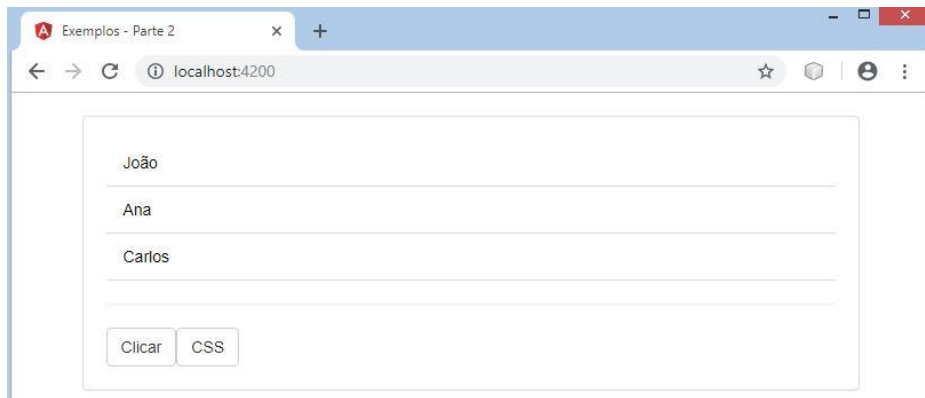 Exemplos - Parte 2
localhost:4200
João
Ana
Carlos
Clicar
CSS